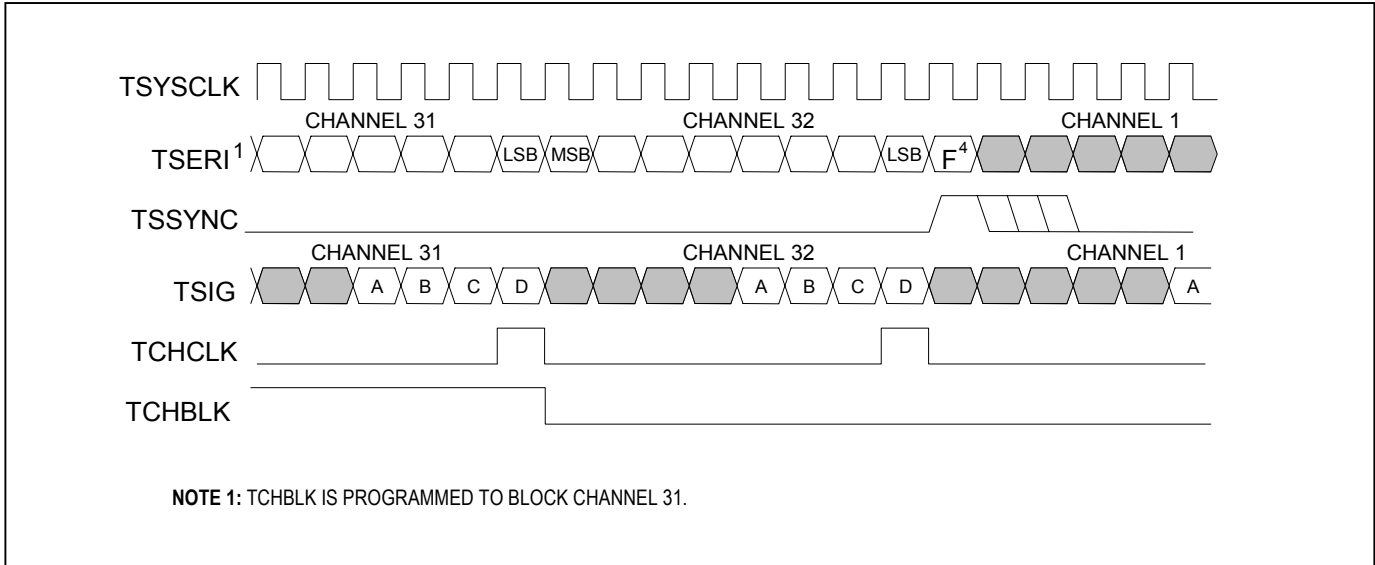 TSYSCLK
CHANNEL 31 CHANNEL 32 CHANNEL 1
TSERI¹ LSB MSB LSB F⁴
TSSYNC
CHANNEL 31 CHANNEL 32 CHANNEL 1
TSIG A B C D A B C D A
TCHCLK
TCHBLK
NOTE 1: TCHBLK IS PROGRAMMED TO BLOCK CHANNEL 31.